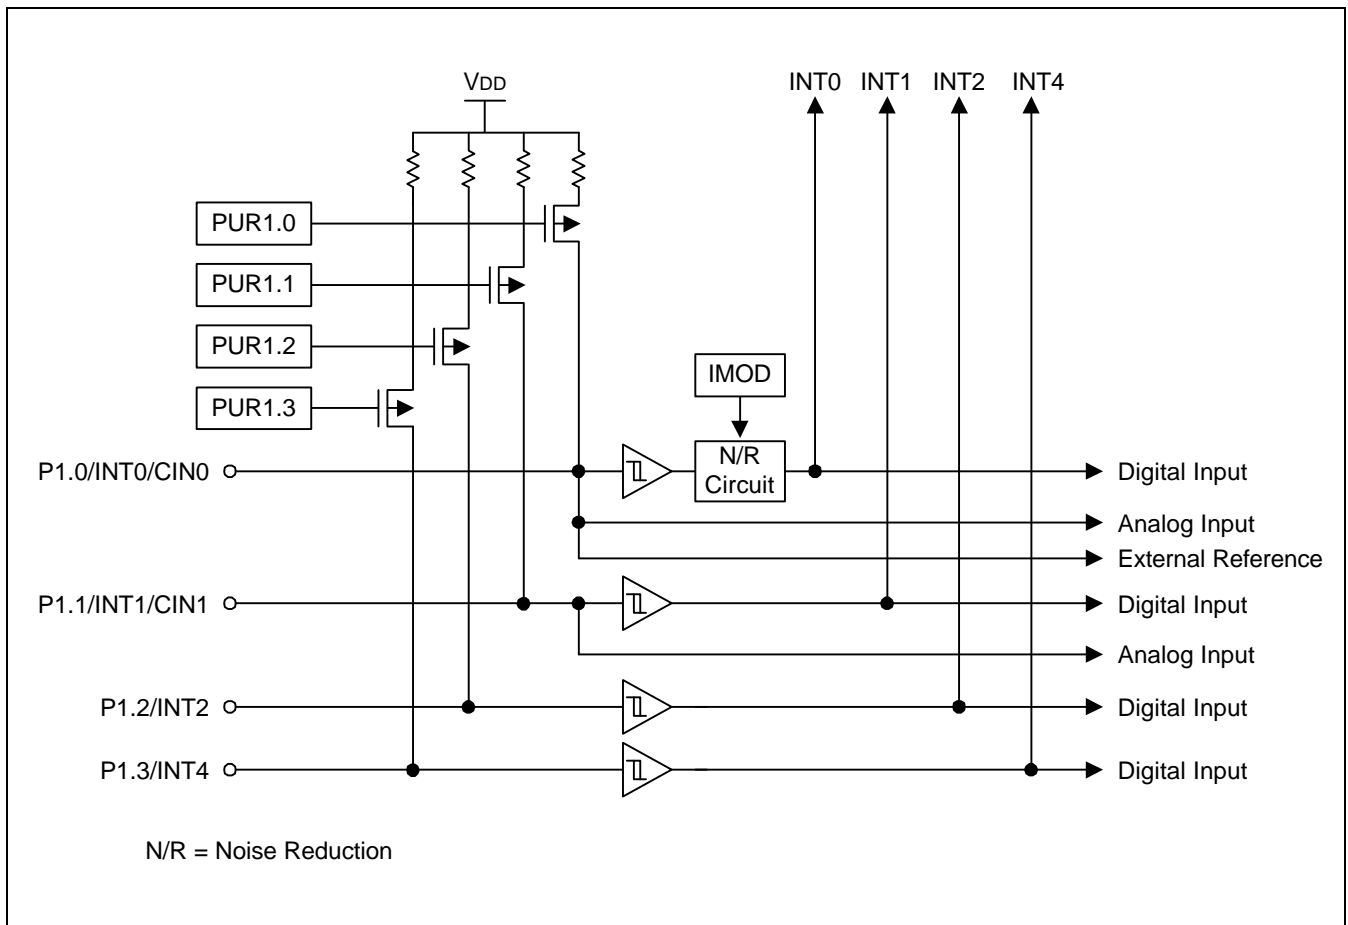 VDD
INT0 INT1 INT2 INT4
PUR1.0
PUR1.1
PUR1.2
PUR1.3
IMOD
P1.0/INT0/CIN0
N/R
Circuit
Digital Input
Analog Input
External Reference
P1.1/INT1/CIN1
Digital Input
Analog Input
P1.2/INT2
Digital Input
P1.3/INT4
Digital Input
N/R = Noise Reduction